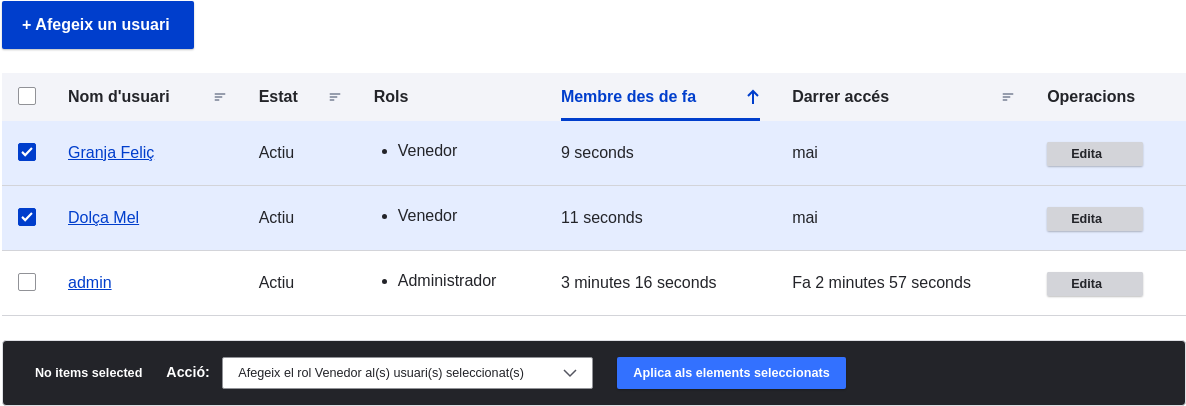 + Afegeix un usuari
Nom d'usuari Estat Rols Membre des de fa Darrer accés Operacions
Granja Feliç Actiu Venedor 9 seconds mai Edita
Dolça Mel Actiu Venedor 11 seconds mai Edita
admin Actiu Administrador 3 minutes 16 seconds Fa 2 minutes 57 seconds Edita
No items selected Acció: Afegeix el rol Venedor al(s) usuari(s) seleccionat(s) Aplica als elements seleccionats